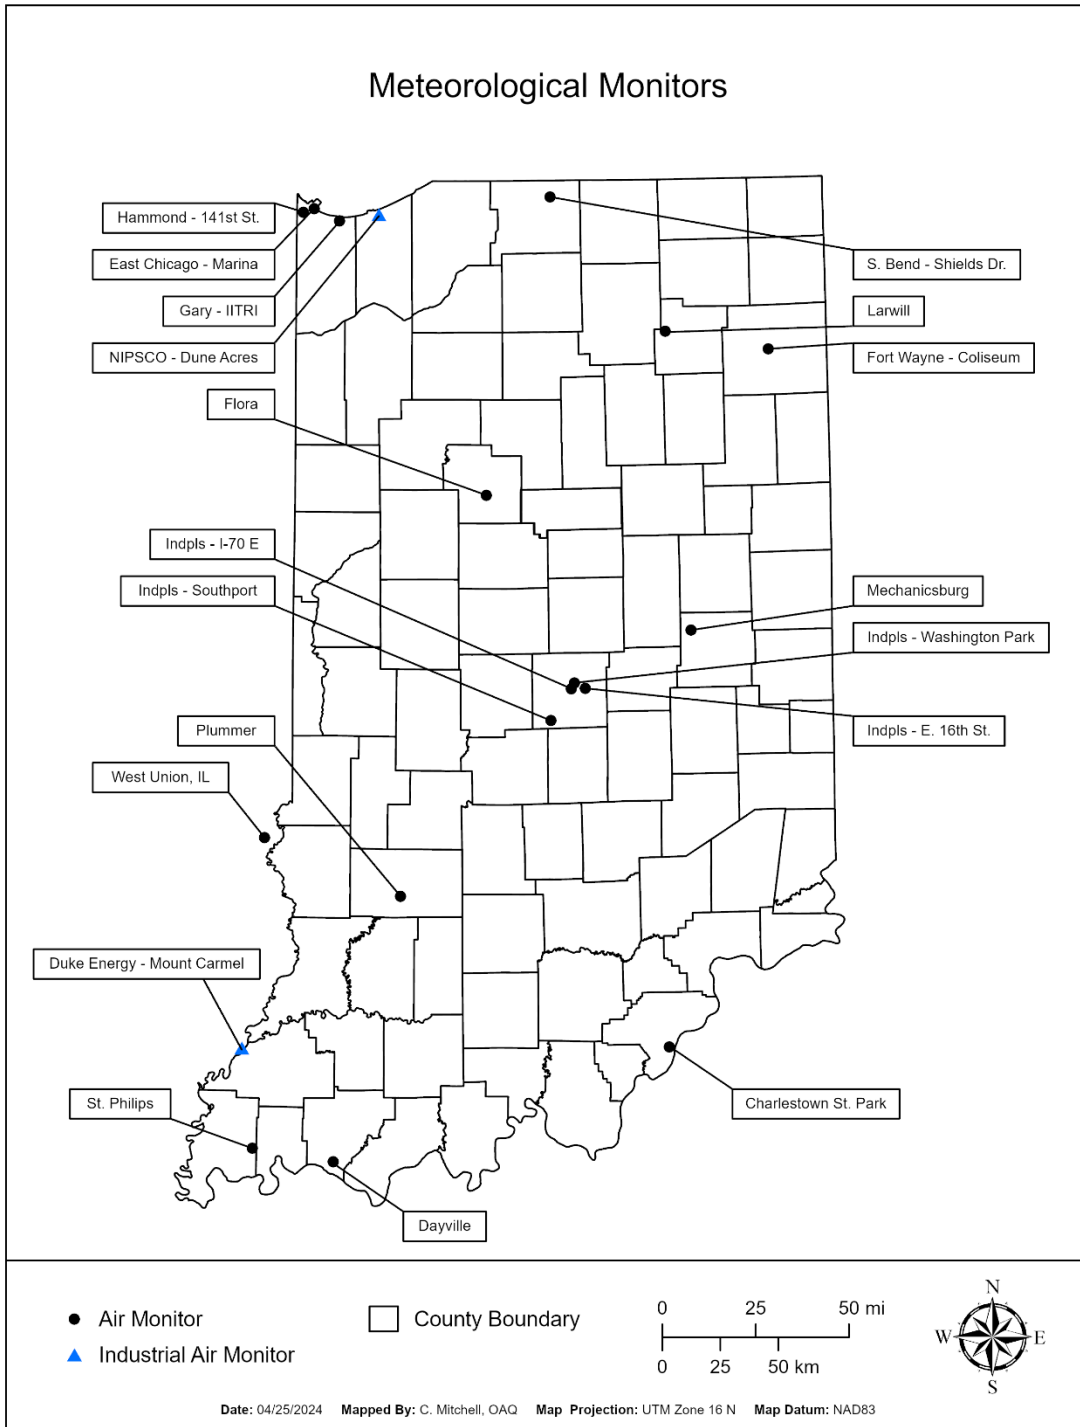 Meteorological Monitors
Hammond - 141st St.
East Chicago - Marina
Gary - IITRI
NIPSCO - Dune Acres
Flora
Indpls - I-70 E
Indpls - Southport
Plummer
West Union, IL
Duke Energy - Mount Carmel
St. Philips
Dayville
S. Bend - Shields Dr.
Larwill
Fort Wayne - Coliseum
Mechanicsburg
Indpls - Washington Park
Indpls - E. 16th St.
Charlestown St. Park
Air Monitor
Industrial Air Monitor
County Boundary
0 25 50 mi
0 25 50 km
N
W E
S
Date: 04/25/2024 Mapped By: C. Mitchell, OAQ Map Projection: UTM Zone 16 N Map Datum: NAD83